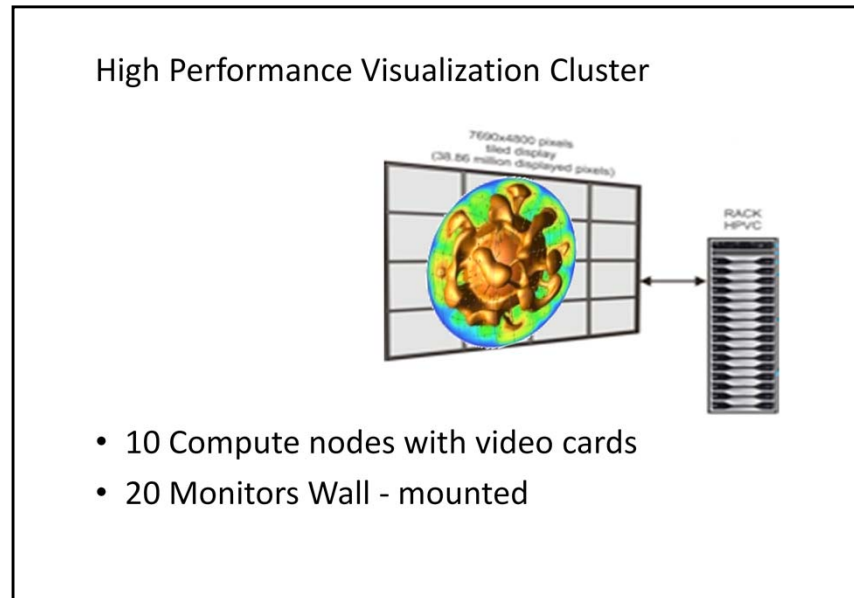 High Performance Visualization Cluster
7690x4800 pixels
tiled display
(38.86 million displayed pixels)
RACK
HPVC
• 10 Compute nodes with video cards
• 20 Monitors Wall - mounted